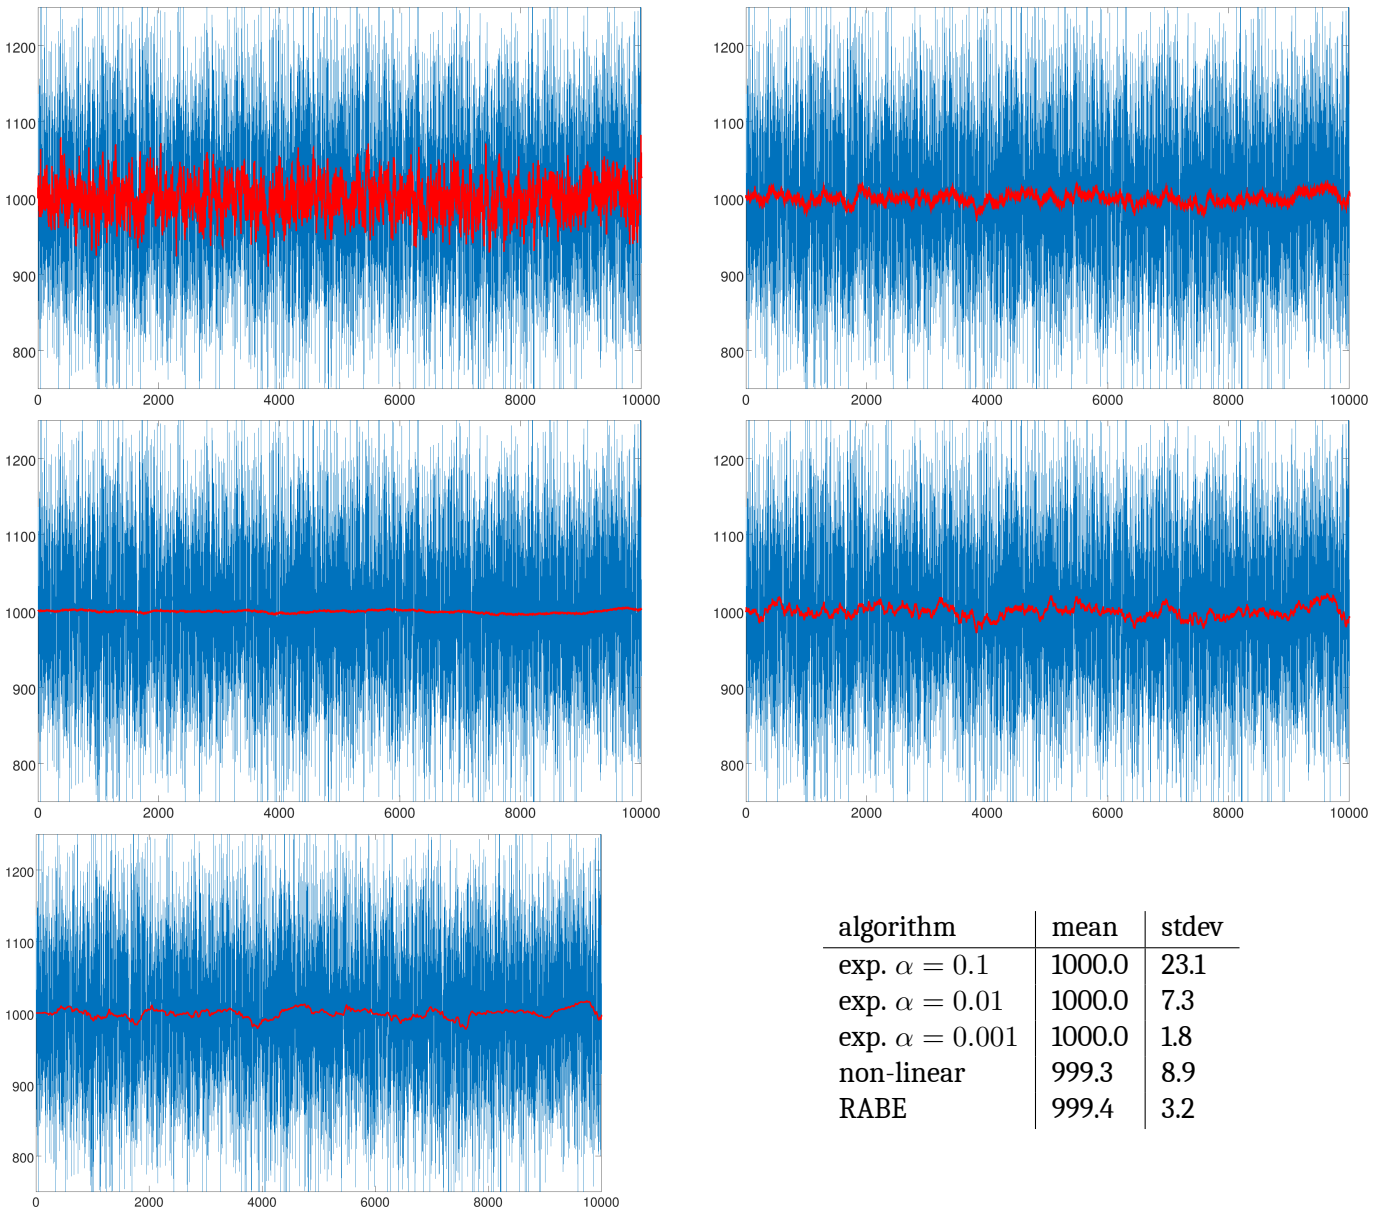 1200
1100
1000
900
800
0 2000 4000 6000 8000 10000
1200
1100
1000
900
800
0 2000 4000 6000 8000 10000
1200
1100
1000
900
800
0 2000 4000 6000 8000 10000
1200
1100
1000
900
800
0 2000 4000 6000 8000 10000
1200
1100
1000
900
800
0 2000 4000 6000 8000 10000
algorithm mean stdev
exp. α = 0.1 1000.0 23.1
exp. α = 0.01 1000.0 7.3
exp. α = 0.001 1000.0 1.8
non-linear 999.3 8.9
RABE 999.4 3.2